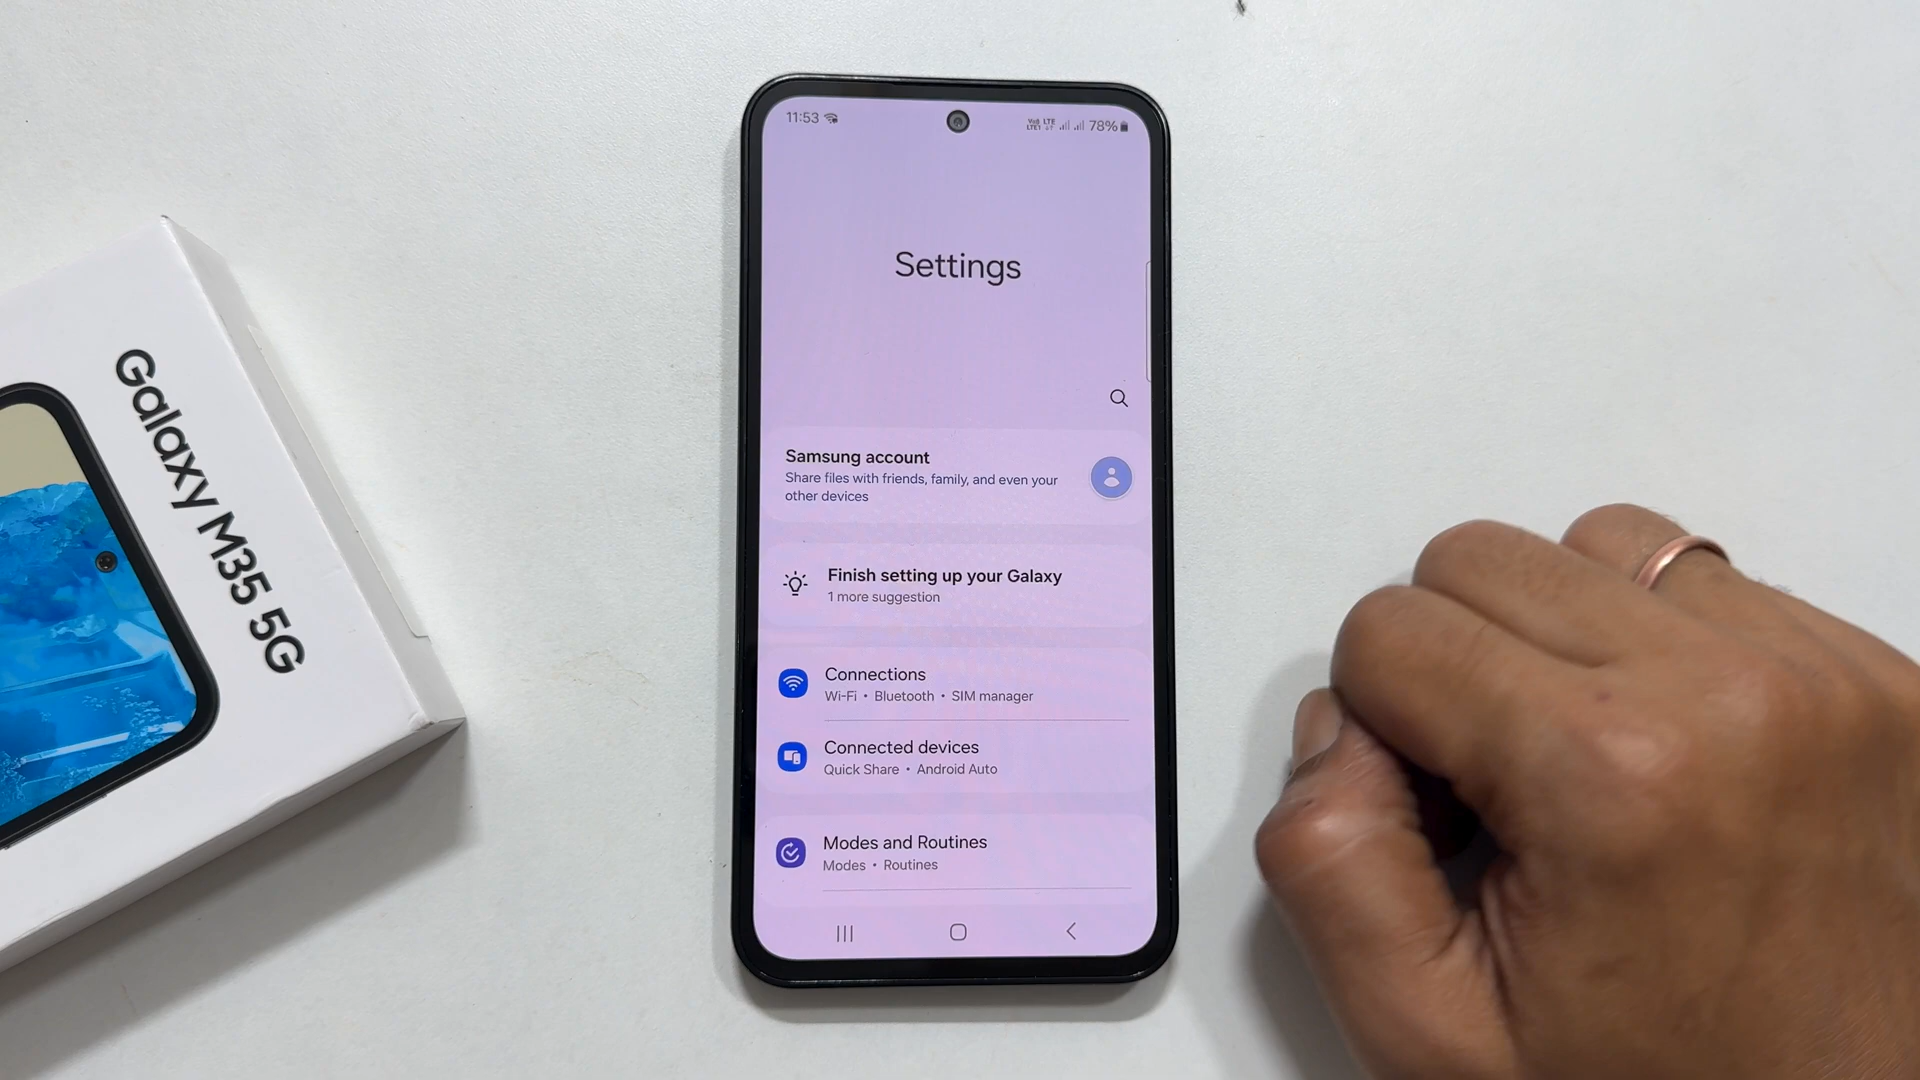 Galaxy M35 5G
11:53
78%
Settings
Samsung account
Share files with friends, family, and even your
other devices
Finish setting up your Galaxy
1 more suggestion
Connections
Wi-Fi • Bluetooth • SIM manager
Connected devices
Quick Share • Android Auto
Modes and Routines
Modes • Routines